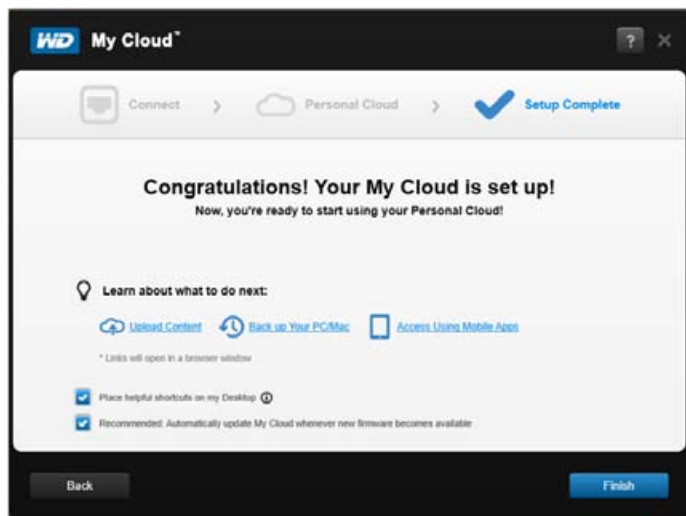 WD My Cloud™ ?
Connect > Personal Cloud > Setup Complete
Congratulations! Your My Cloud is set up!
Now, you're ready to start using your Personal Cloud!
Learn about what to do next:
Upload Content Back up Your PC/Mac Access Using Mobile Apps
* Links will open in a browser window
Place helpful shortcuts on my Desktop
Recommended: Automatically update My Cloud whenever new firmware becomes available
Back Finish